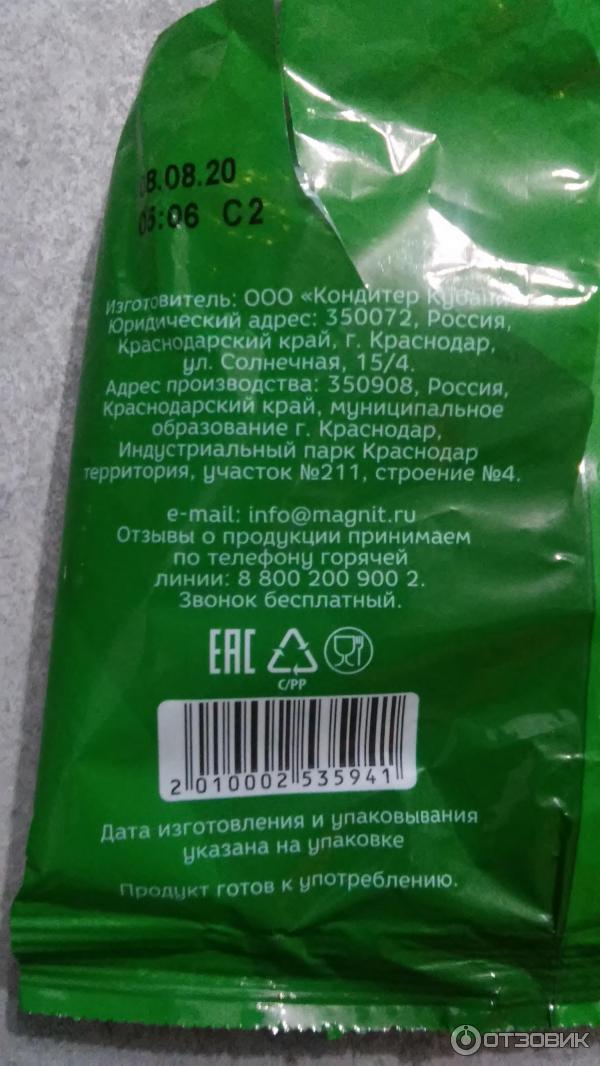 8.08.20
05:06 C2
Изготовитель: ООО «Кондитер Кубани
Юридический адрес: 350072, Россия,
Краснодарский край, г. Краснодар,
ул. Солнечная, 15/4.
Адрес производства: 350908, Россия,
Краснодарский край, муниципальное
образование г. Краснодар,
Индустриальный парк Краснодар
территория, участок №211, строение №4.
e-mail: info@magnit.ru
Отзывы о продукции принимаем
по телефону горячей
линии: 8 800 200 900 2.
Звонок бесплатный.
EAC
C/PP
2 010002 535941
Дата изготовления и упаковывания
указана на упаковке
Продукт готов к употреблению.
ОТЗОВИК